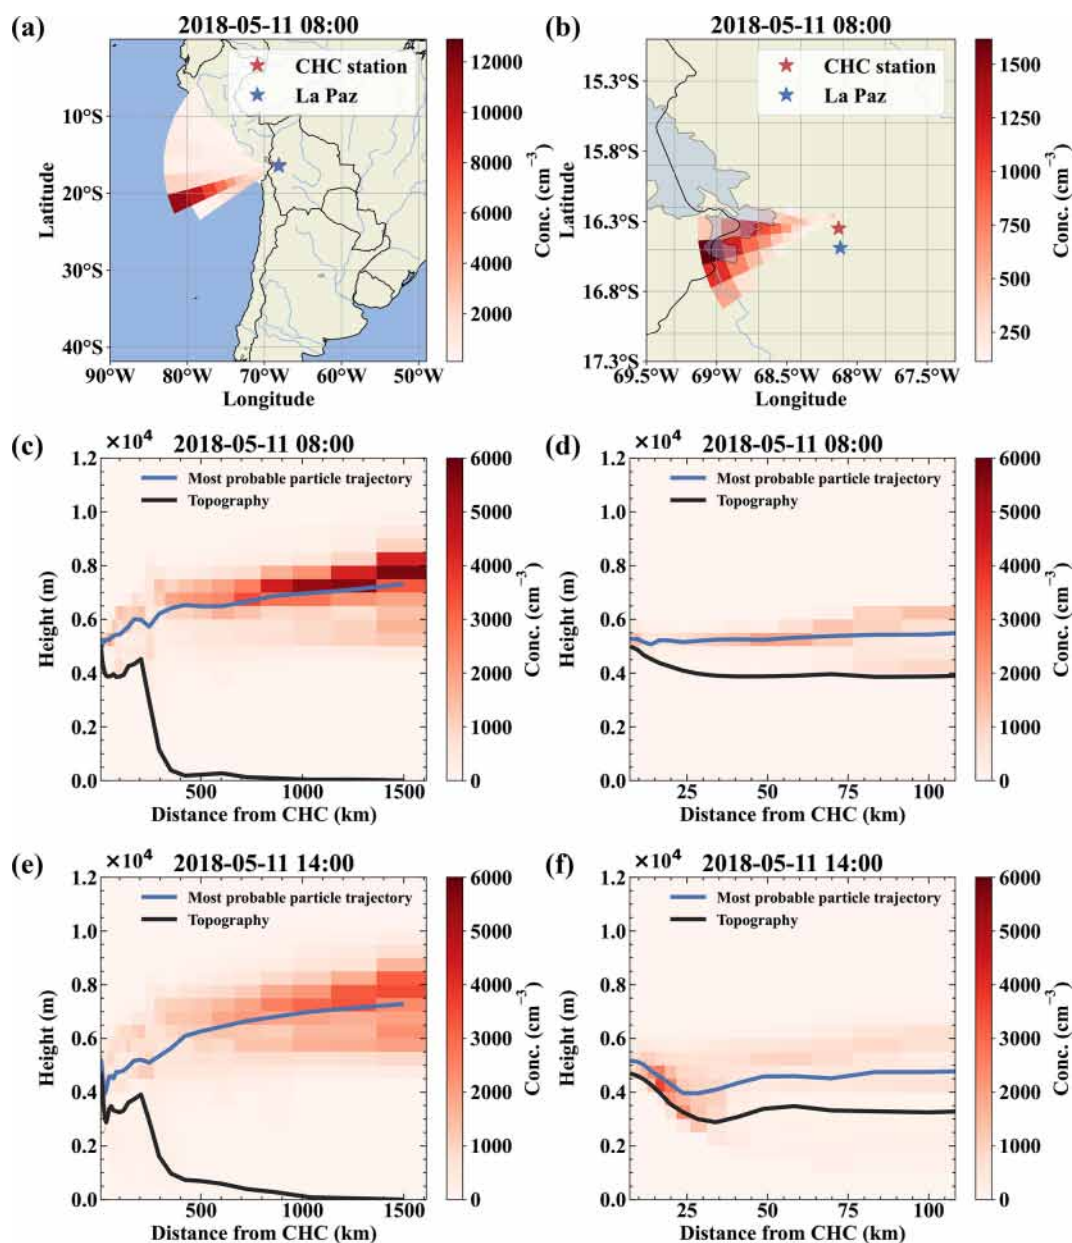 (a) 2018-05-11 08:00
CHC station
La Paz
10°S
20°S
30°S
40°S
90°W 80°W 70°W 60°W 50°W
Longitude
Latitude
12000
10000
8000
6000
4000
2000
Conc. (cm⁻³)
(b) 2018-05-11 08:00
CHC station
La Paz
15.3°S
15.8°S
16.3°S
16.8°S
17.3°S
69.5°W 69°W 68.5°W 68°W 67.5°W
Longitude
Latitude
1500
1250
1000
750
500
250
Conc. (cm⁻³)
(c) ×10⁴ 2018-05-11 08:00
Most probable particle trajectory
Topography
1.2
1.0
0.8
0.6
0.4
0.2
0.0
500 1000 1500
Distance from CHC (km)
Height (m)
6000
5000
4000
3000
2000
1000
0
Conc. (cm⁻³)
(d) ×10⁴ 2018-05-11 08:00
Most probable particle trajectory
Topography
1.2
1.0
0.8
0.6
0.4
0.2
0.0
25 50 75 100
Distance from CHC (km)
Height (m)
6000
5000
4000
3000
2000
1000
0
Conc. (cm⁻³)
(e) ×10⁴ 2018-05-11 14:00
Most probable particle trajectory
Topography
1.2
1.0
0.8
0.6
0.4
0.2
0.0
500 1000 1500
Distance from CHC (km)
Height (m)
6000
5000
4000
3000
2000
1000
0
Conc. (cm⁻³)
(f) ×10⁴ 2018-05-11 14:00
Most probable particle trajectory
Topography
1.2
1.0
0.8
0.6
0.4
0.2
0.0
25 50 75 100
Distance from CHC (km)
Height (m)
6000
5000
4000
3000
2000
1000
0
Conc. (cm⁻³)